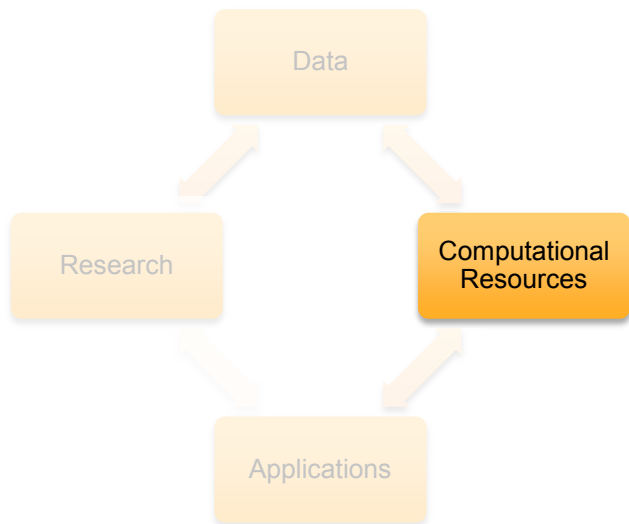 Data
Research
Computational
Resources
Applications